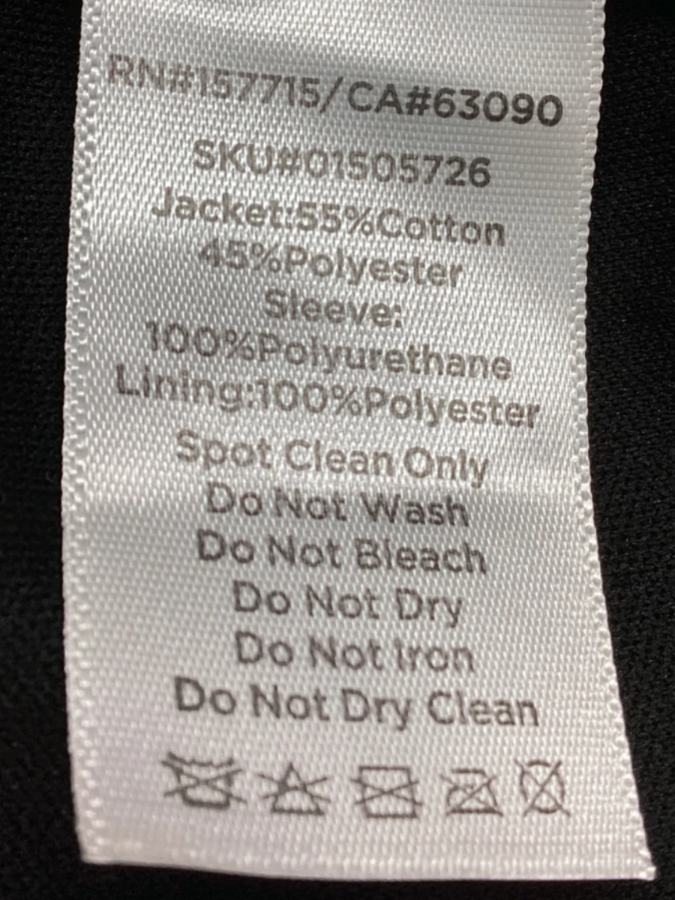 RN#157715/CA#63090
SKU#01505726
Jacket:55%Cotton
45%Polyester
Sleeve:
100%Polyurethane
Lining:100%Polyester
Spot Clean Only
Do Not Wash
Do Not Bleach
Do Not Dry
Do Not Iron
Do Not Dry Clean